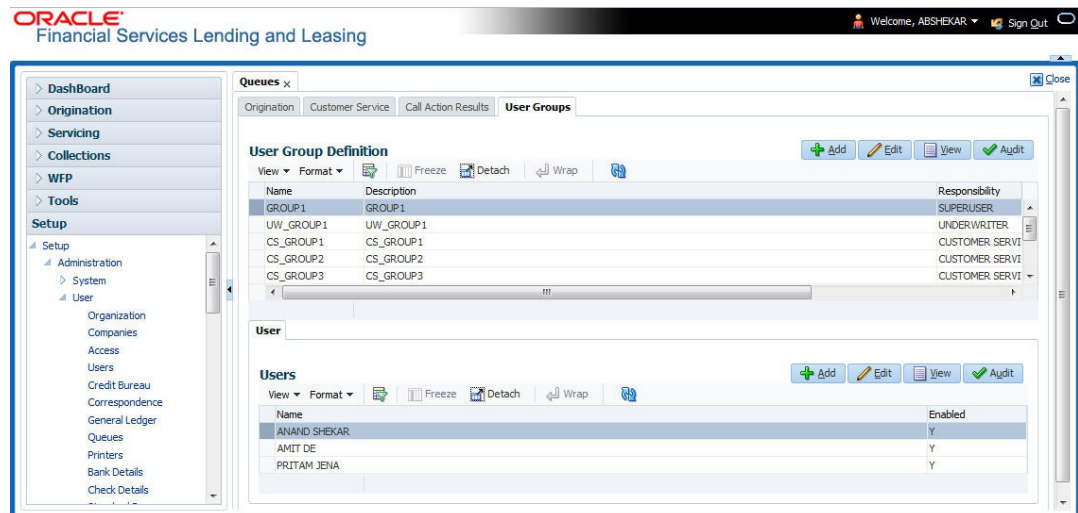 ORACLE
Financial Services Lending and Leasing
Welcome, ABSHEKAR
Sign Out
Close
DashBoard
Origination
Servicing
Collections
WFP
Tools
Setup
Setup
Administration
System
User
Organization
Companies
Access
Users
Credit Bureau
Correspondence
General Ledger
Queues
Printers
Bank Details
Check Details
Queues x
Origination Customer Service Call Action Results User Groups
User Group Definition
Add Edit View Audit
View Format Freeze Detach Wrap
Name Description Responsibility
GROUP1 GROUP1 SUPERUSER
UW_GROUP1 UW_GROUP1 UNDERWRITER
CS_GROUP1 CS_GROUP1 CUSTOMER SERVI
CS_GROUP2 CS_GROUP2 CUSTOMER SERVI
CS_GROUP3 CS_GROUP3 CUSTOMER SERVI
User
Users
Add Edit View Audit
View Format Freeze Detach Wrap
Name Enabled
ANAND SHEKAR Y
AMIT DE Y
PRITAM JENA Y